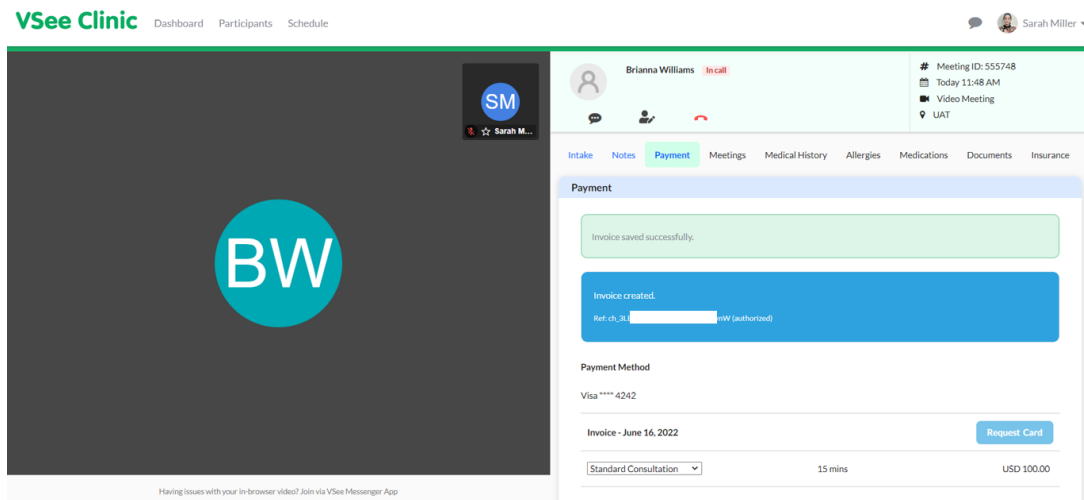 VSee Clinic Dashboard Participants Schedule Sarah Miller
SM
Sarah M...
BW
Having issues with your in-browser video? Join via VSee Messenger App
Brianna Williams In call
# Meeting ID: 555748
Today 11:48 AM
Video Meeting
UAT
Intake Notes Payment Meetings Medical History Allergies Medications Documents Insurance
Payment
Invoice saved successfully.
Invoice created.
Ref: ch_3LI mW (authorized)
Payment Method
Visa **** 4242
Invoice - June 16, 2022 Request Card
Standard Consultation 15 mins USD 100.00